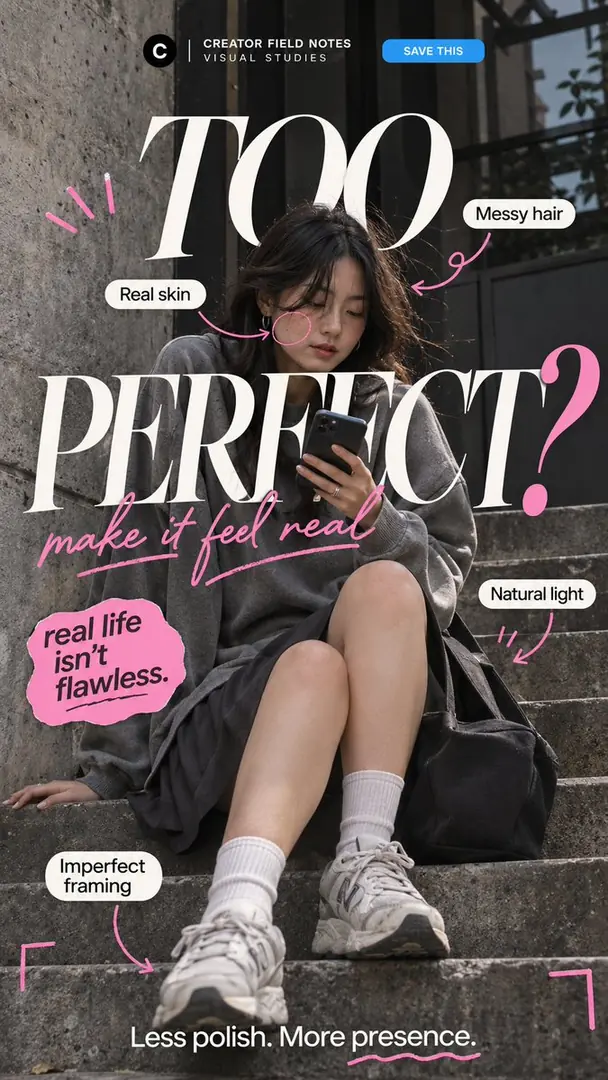 C
CREATOR FIELD NOTES
VISUAL STUDIES
SAVE THIS
TOO
Messy hair
Real skin
PERFECT?
make it feel real
Natural light
real life
isn't
flawless.
Imperfect
framing
Less polish. More presence.